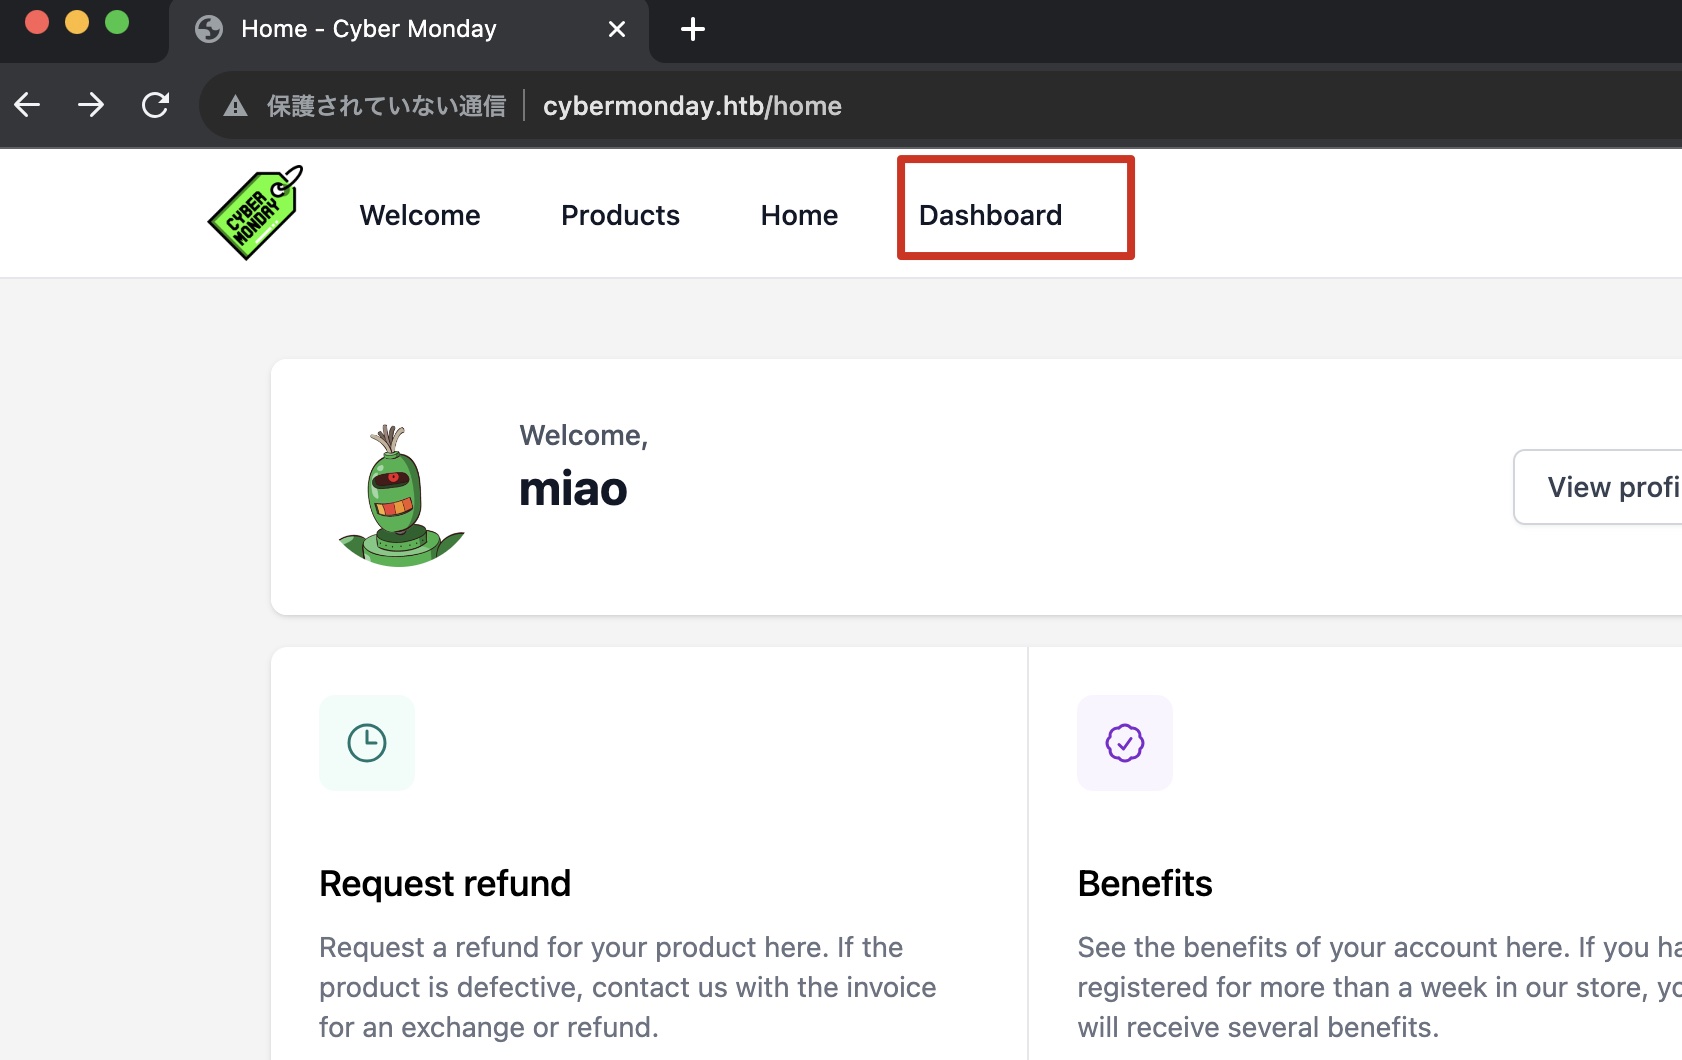 Home - Cyber Monday
保護されていない通信 cybermonday.htb/home
CYBER
MONDAY
Welcome Products Home Dashboard
Welcome,
miao
View profi
Request refund
Request a refund for your product here. If the
product is defective, contact us with the invoice
for an exchange or refund.
Benefits
See the benefits of your account here. If you ha
registered for more than a week in our store, yo
will receive several benefits.